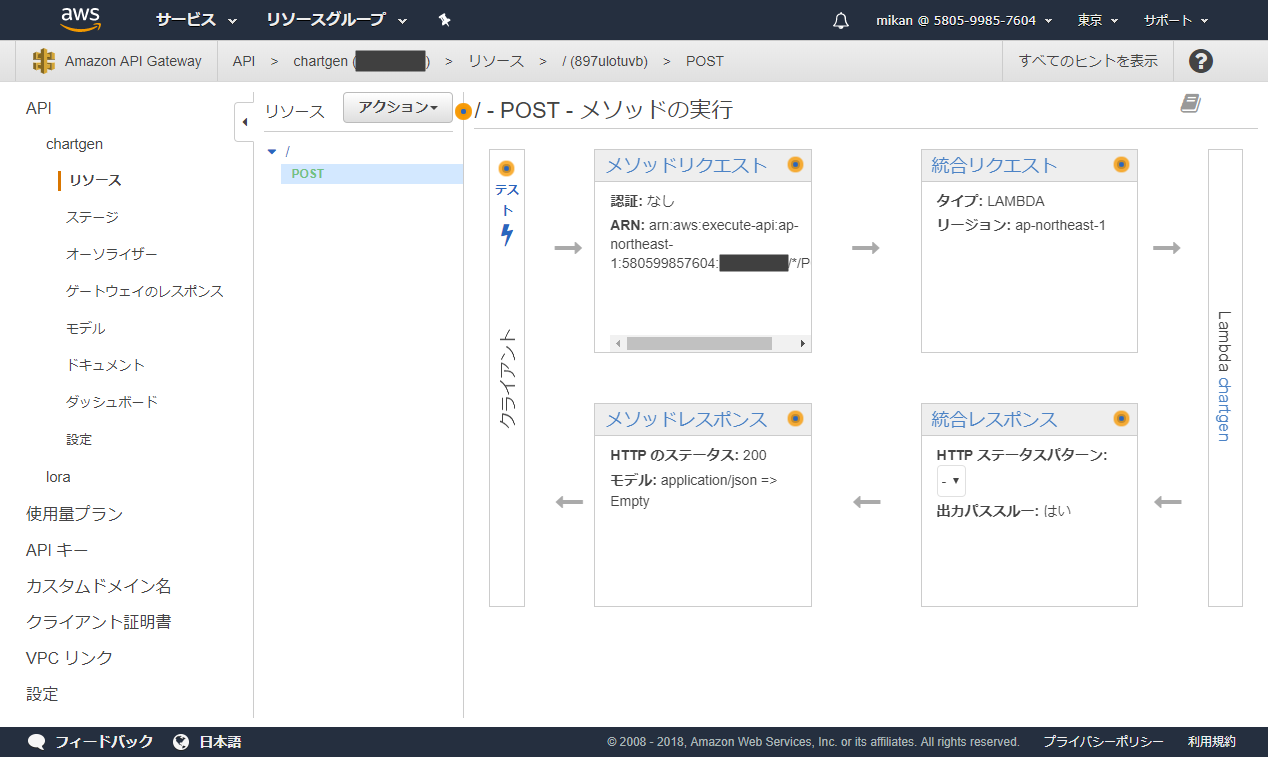 aws
サービス
リソースグループ
mikan @ 5805-9985-7604
東京
サポート
Amazon API Gateway
API > chartgen ( ) > リソース > / (897ulotuvb) > POST
すべてのヒントを表示
?
API
chartgen
リソース
ステージ
オーソライザー
ゲートウェイのレスポンス
モデル
ドキュメント
ダッシュボード
設定
lora
使用量プラン
API キー
カスタムドメイン名
クライアント証明書
VPC リンク
設定
リソース
アクション
/
POST
/ - POST - メソッドの実行
テス
ト
クライアント
メソッドリクエスト
認証: なし
ARN: arn:aws:execute-api:ap-
northeast-
1:580599857604: /*/P
統合リクエスト
タイプ: LAMBDA
リージョン: ap-northeast-1
Lambda chartgen
メソッドレスポンス
HTTP のステータス: 200
モデル: application/json =>
Empty
統合レスポンス
HTTP ステータスパターン:
-
出力パススルー: はい
フィードバック
日本語
© 2008 - 2018, Amazon Web Services, Inc. or its affiliates. All rights reserved.
プライバシーポリシー
利用規約